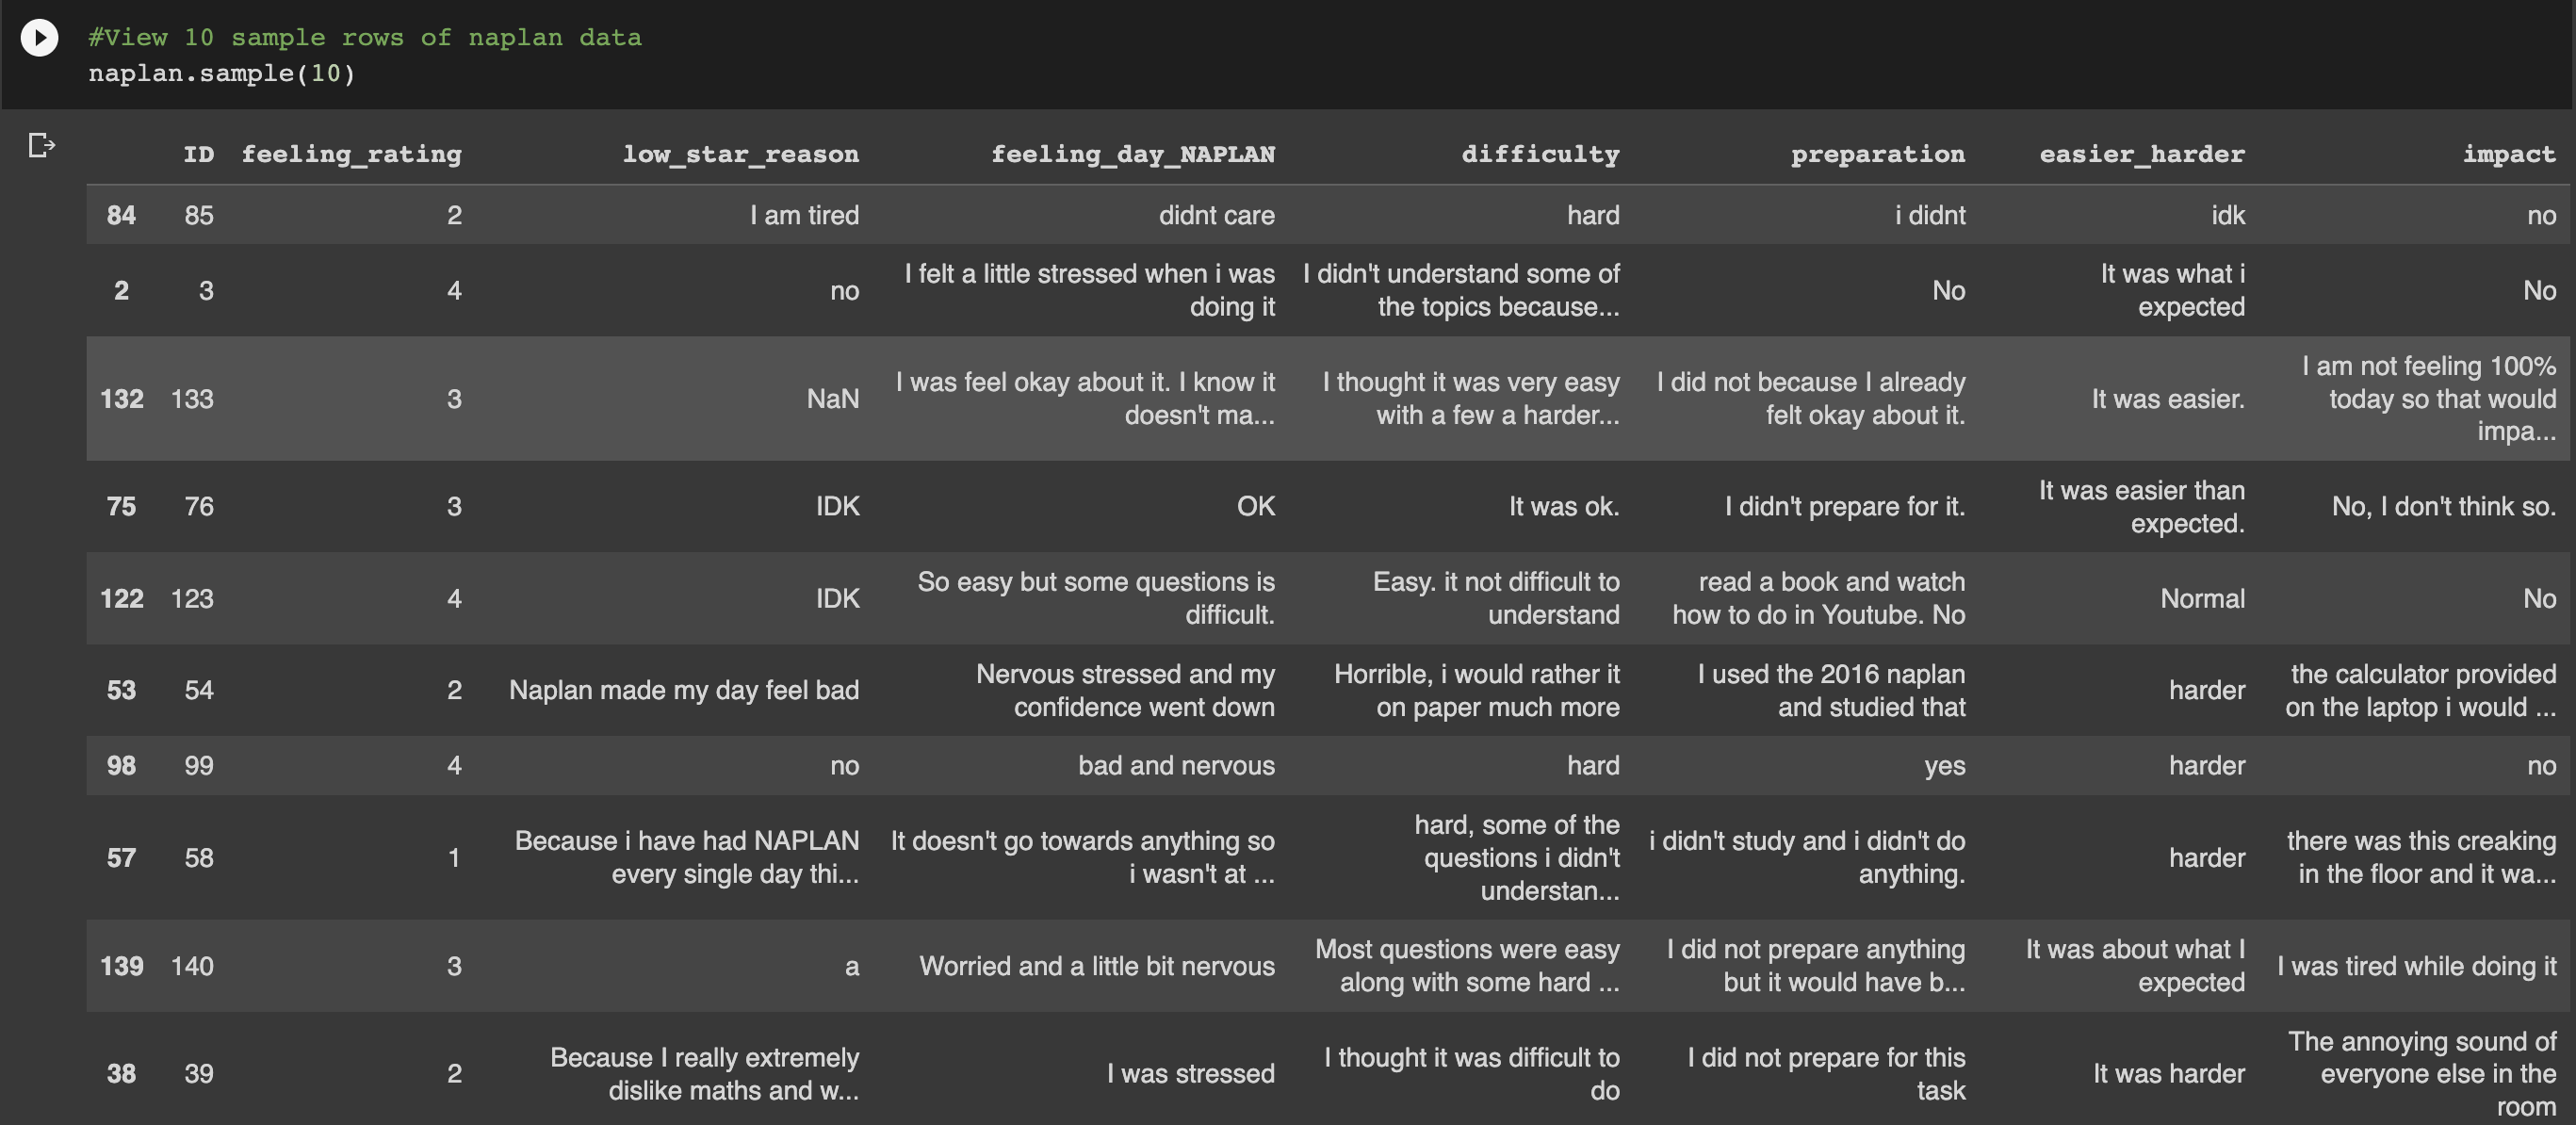 #View 10 sample rows of naplan data
naplan.sample(10)
ID feeling_rating low_star_reason feeling_day_NAPLAN difficulty preparation easier_harder impact
84 85 2 I am tired didnt care hard i didnt idk no
2 3 4 no I felt a little stressed when i was doing it I didn't understand some of the topics because... No It was what i expected No
132 133 3 NaN I was feel okay about it. I know it doesn't ma... I thought it was very easy with a few a harder... I did not because I already felt okay about it. It was easier. I am not feeling 100% today so that would impa...
75 76 3 IDK OK It was ok. I didn't prepare for it. It was easier than expected. No, I don't think so.
122 123 4 IDK So easy but some questions is difficult. Easy. it not difficult to understand read a book and watch how to do in Youtube. No Normal No
53 54 2 Naplan made my day feel bad Nervous stressed and my confidence went down Horrible, i would rather it on paper much more I used the 2016 naplan and studied that harder the calculator provided on the laptop i would ...
98 99 4 no bad and nervous hard yes harder no
57 58 1 Because i have had NAPLAN every single day thi... It doesn't go towards anything so i wasn't at ... hard, some of the questions i didn't understan... i didn't study and i didn't do anything. harder there was this creaking in the floor and it wa...
139 140 3 a Worried and a little bit nervous Most questions were easy along with some hard ... I did not prepare anything but it would have b... It was about what I expected I was tired while doing it
38 39 2 Because I really extremely dislike maths and w... I was stressed I thought it was difficult to do I did not prepare for this task It was harder The annoying sound of everyone else in the room